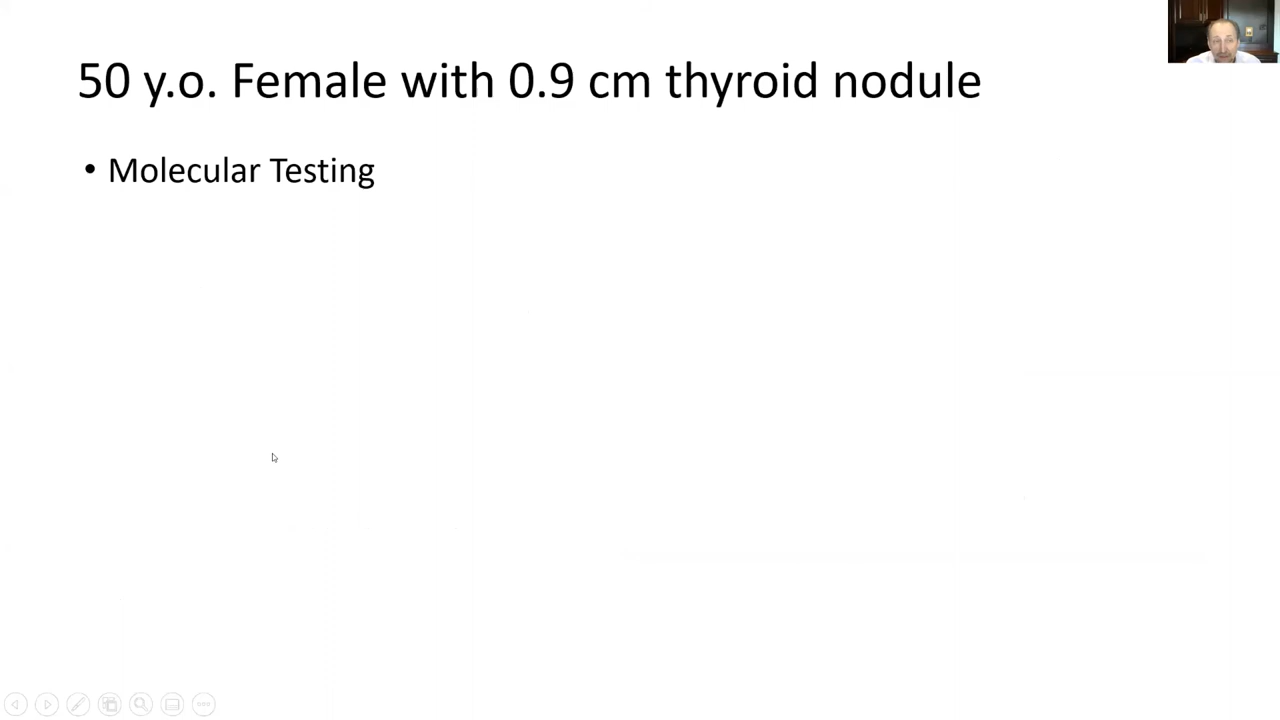 50 y.o. Female with 0.9 cm thyroid nodule
• Molecular Testing